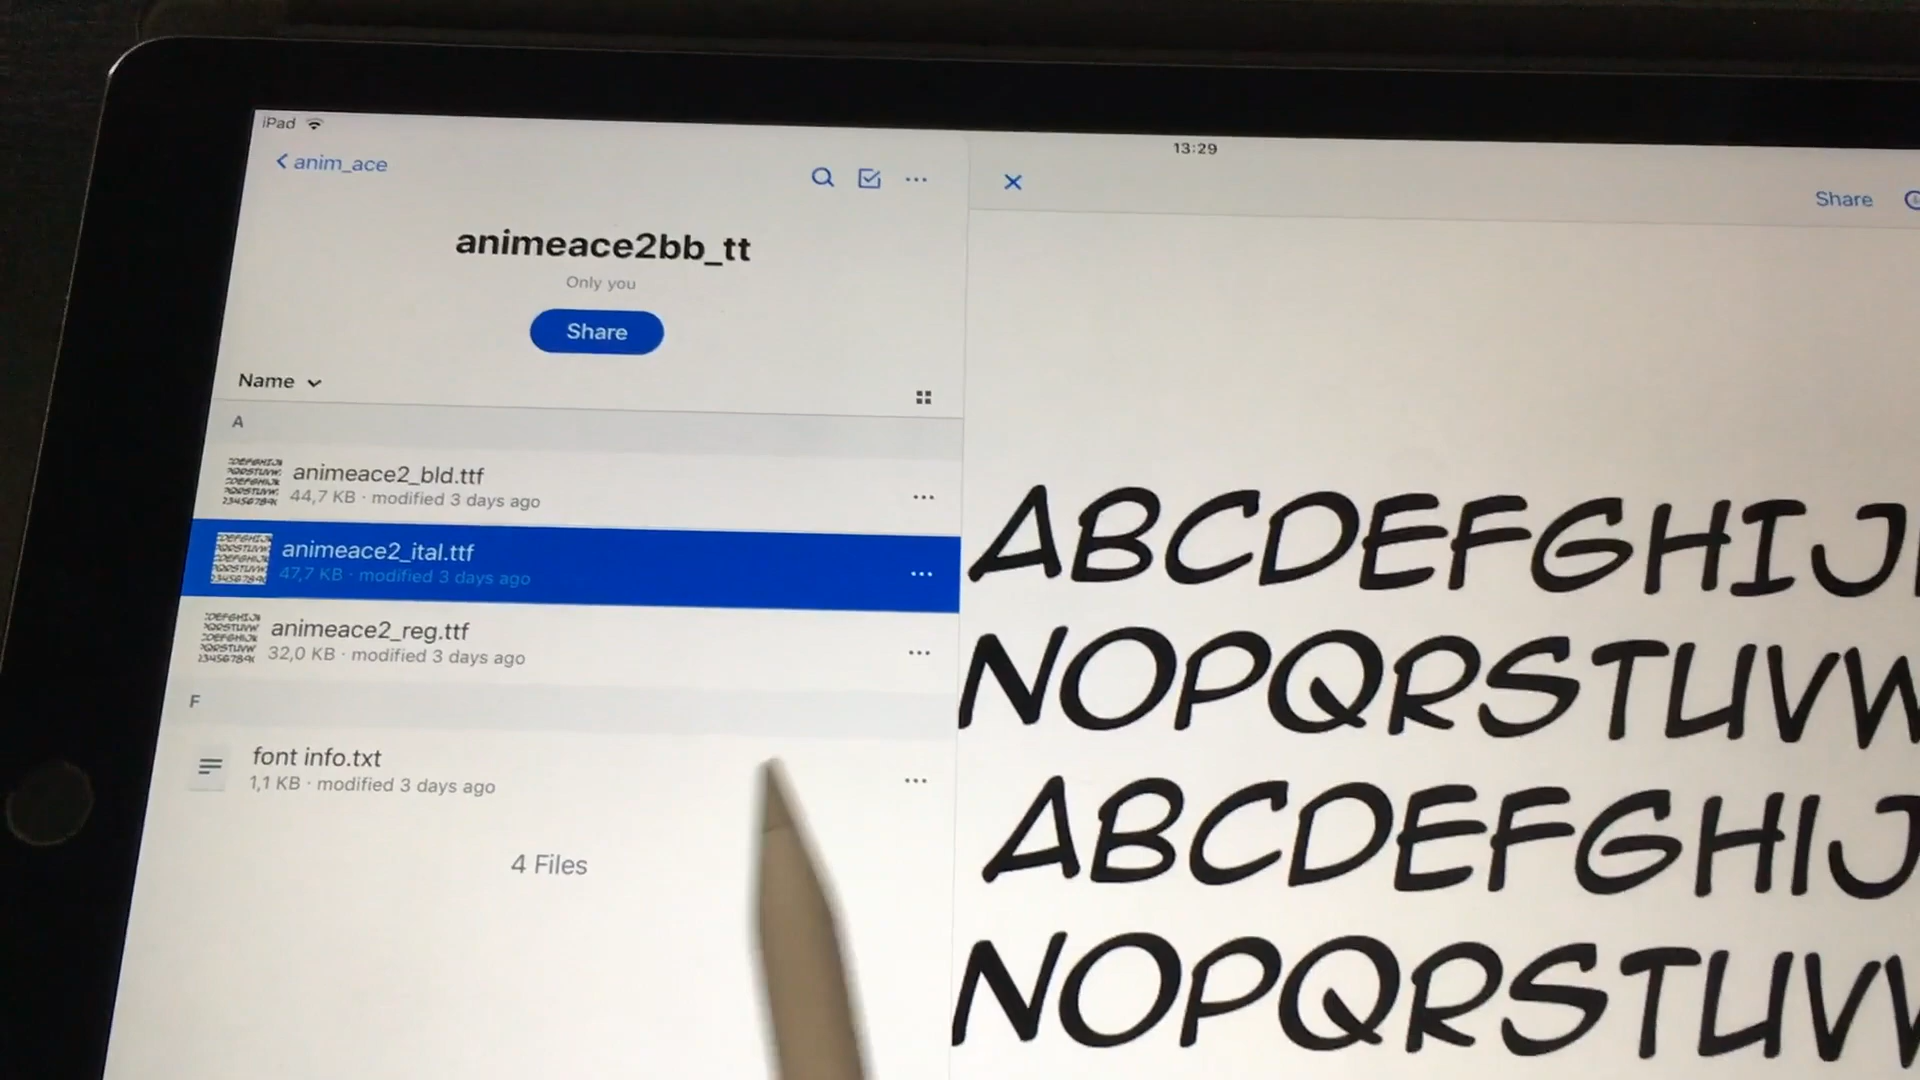 iPad
13:29
anim_ace
Share
animeace2bb_tt
Only you
Share
Name
A
animeace2_bld.ttf
44,7 KB · modified 3 days ago
animeace2_ital.ttf
47,7 KB · modified 3 days ago
animeace2_reg.ttf
32,0 KB · modified 3 days ago
F
font info.txt
1,1 KB · modified 3 days ago
4 Files
ABCDEFGHIJ
NOPQRSTUVW
ABCDEFGHIJ
NOPQRSTUV